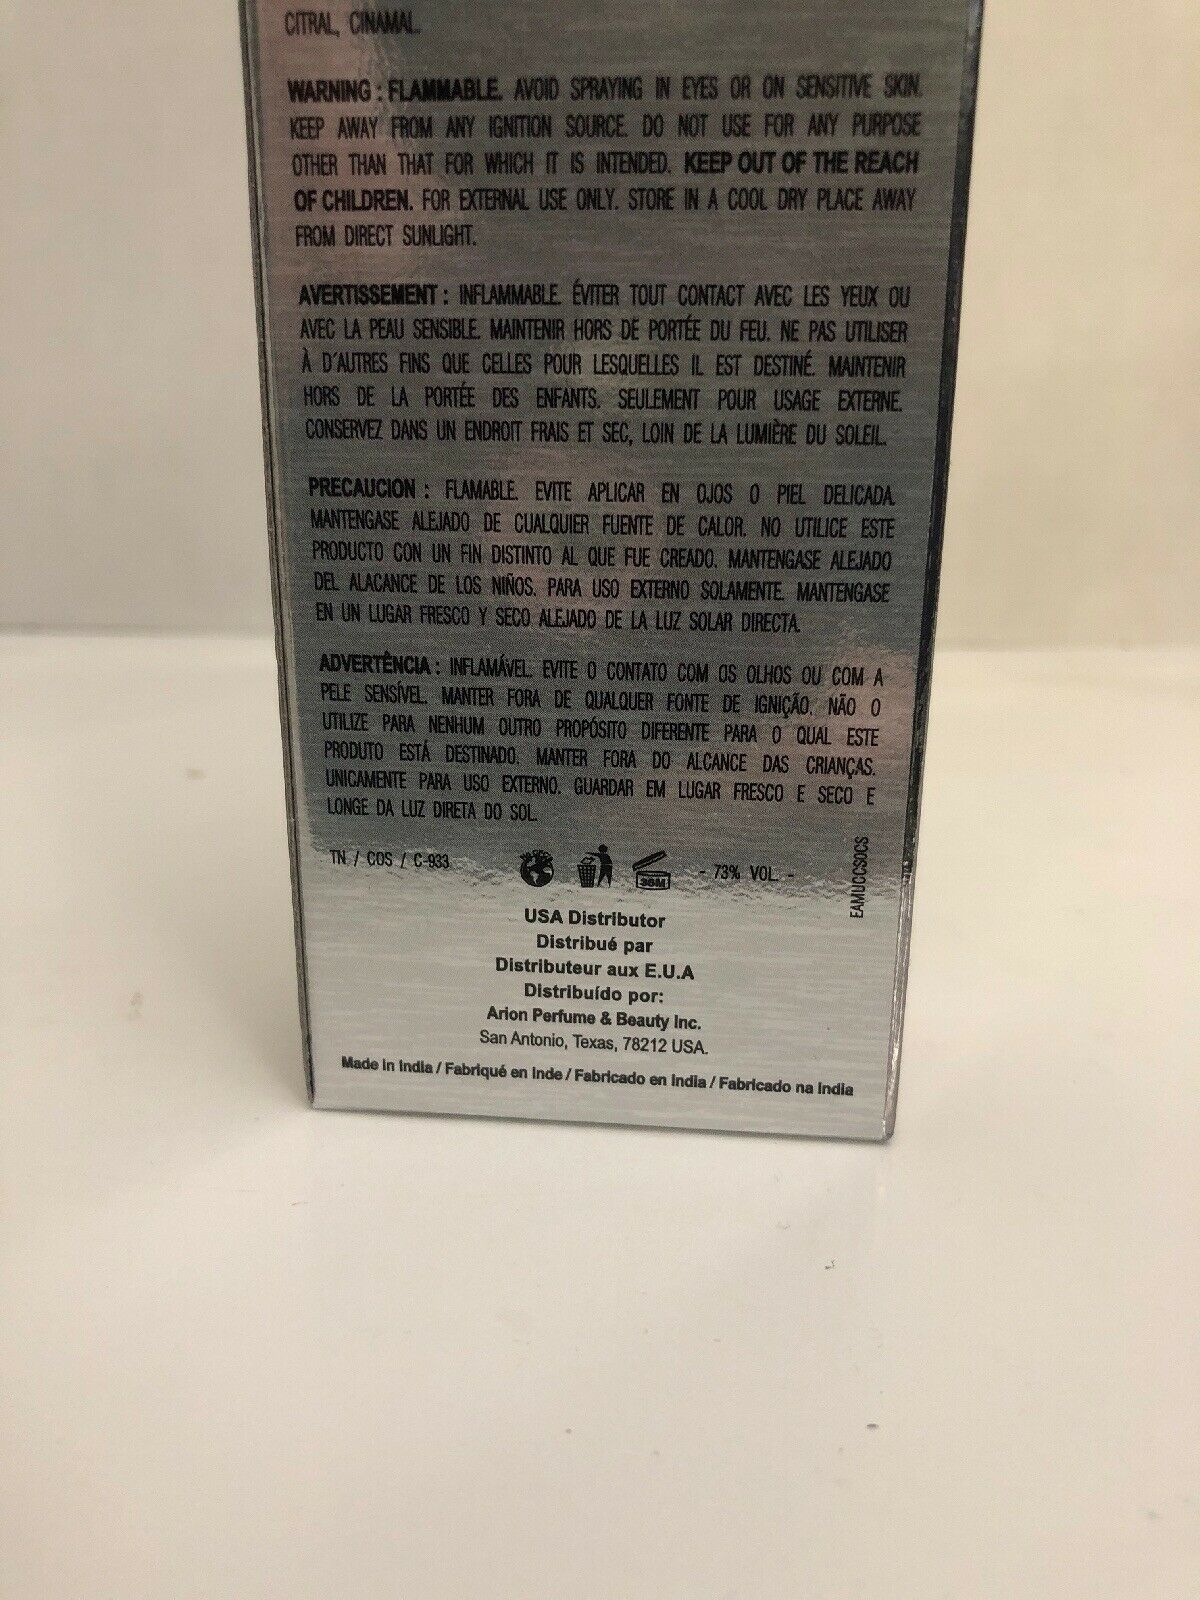 CITRAL, CINAMAL.
WARNING : FLAMMABLE. AVOID SPRAYING IN EYES OR ON SENSITIVE SKIN.
KEEP AWAY FROM ANY IGNITION SOURCE. DO NOT USE FOR ANY PURPOSE
OTHER THAN THAT FOR WHICH IT IS INTENDED. KEEP OUT OF THE REACH
OF CHILDREN. FOR EXTERNAL USE ONLY. STORE IN A COOL DRY PLACE AWAY
FROM DIRECT SUNLIGHT.
AVERTISSEMENT : INFLAMMABLE. ÉVITER TOUT CONTACT AVEC LES YEUX OU
AVEC LA PEAU SENSIBLE. MAINTENIR HORS DE PORTÉE DU FEU. NE PAS UTILISER
À D'AUTRES FINS QUE CELLES POUR LESQUELLES IL EST DESTINÉ. MAINTENIR
HORS DE LA PORTÉE DES ENFANTS. SEULEMENT POUR USAGE EXTERNE.
CONSERVEZ DANS UN ENDROIT FRAIS ET SEC, LOIN DE LA LUMIÈRE DU SOLEIL.
PRECAUCION : FLAMABLE. EVITE APLICAR EN OJOS O PIEL DELICADA.
MANTENGASE ALEJADO DE CUALQUIER FUENTE DE CALOR. NO UTILICE ESTE
PRODUCTO CON UN FIN DISTINTO AL QUE FUE CREADO. MANTENGASE ALEJADO
DEL ALACANCE DE LOS NIÑOS. PARA USO EXTERNO SOLAMENTE. MANTENGASE
EN UN LUGAR FRESCO Y SECO ALEJADO DE LA LUZ SOLAR DIRECTA.
ADVERTÊNCIA : INFLAMÁVEL. EVITE O CONTATO COM OS OLHOS OU COM A
PELE SENSÍVEL. MANTER FORA DE QUALQUER FONTE DE IGNIÇÃO. NÃO O
UTILIZE PARA NENHUM OUTRO PROPÓSITO DIFERENTE PARA O QUAL ESTE
PRODUTO ESTÁ DESTINADO. MANTER FORA DO ALCANCE DAS CRIANÇAS.
UNICAMENTE PARA USO EXTERNO. GUARDAR EM LUGAR FRESCO E SECO E
LONGE DA LUZ DIRETA DO SOL.
TN / COS / C-933
36M
- 73% VOL. -
EAMUCCSOCS
USA Distributor
Distribué par
Distributeur aux E.U.A
Distribuído por:
Arion Perfume & Beauty Inc.
San Antonio, Texas, 78212 USA.
Made in India / Fabriqué en Inde / Fabricado en India / Fabricado na India